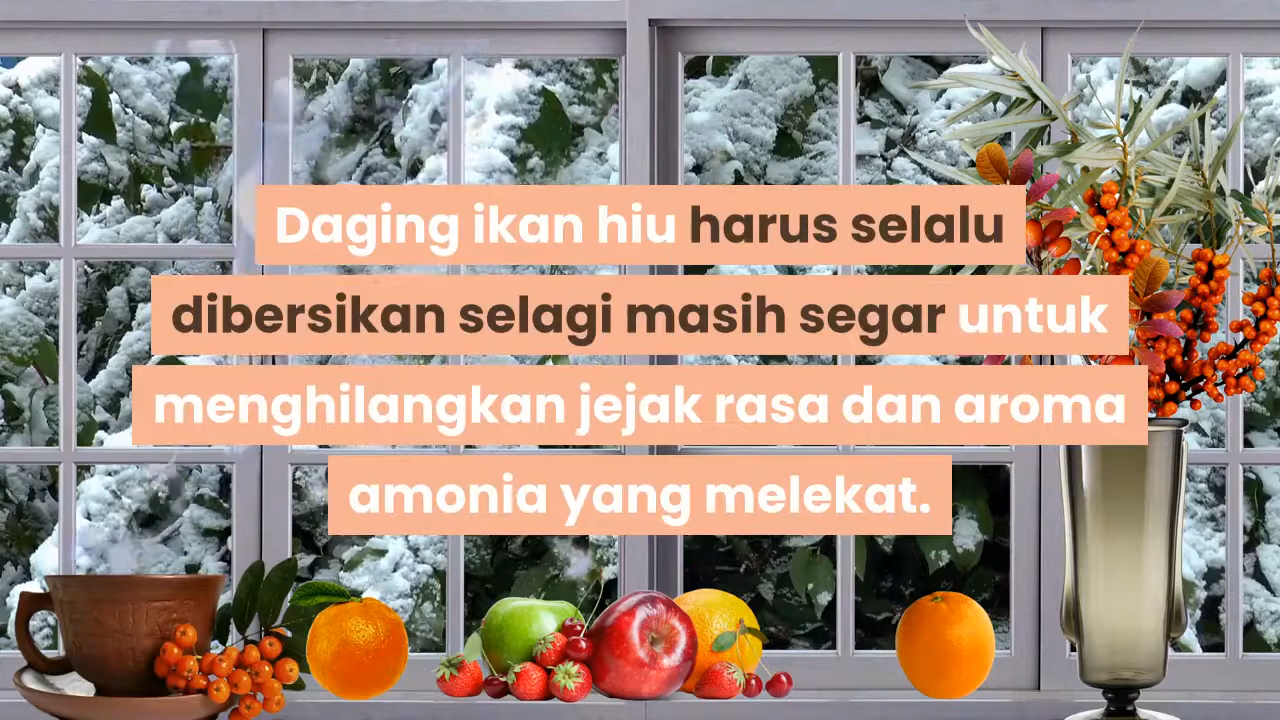 Daging ikan hiu harus selalu
dibersikan selagi masih segar untuk
menghilangkan jejak rasa dan aroma
amonia yang melekat.